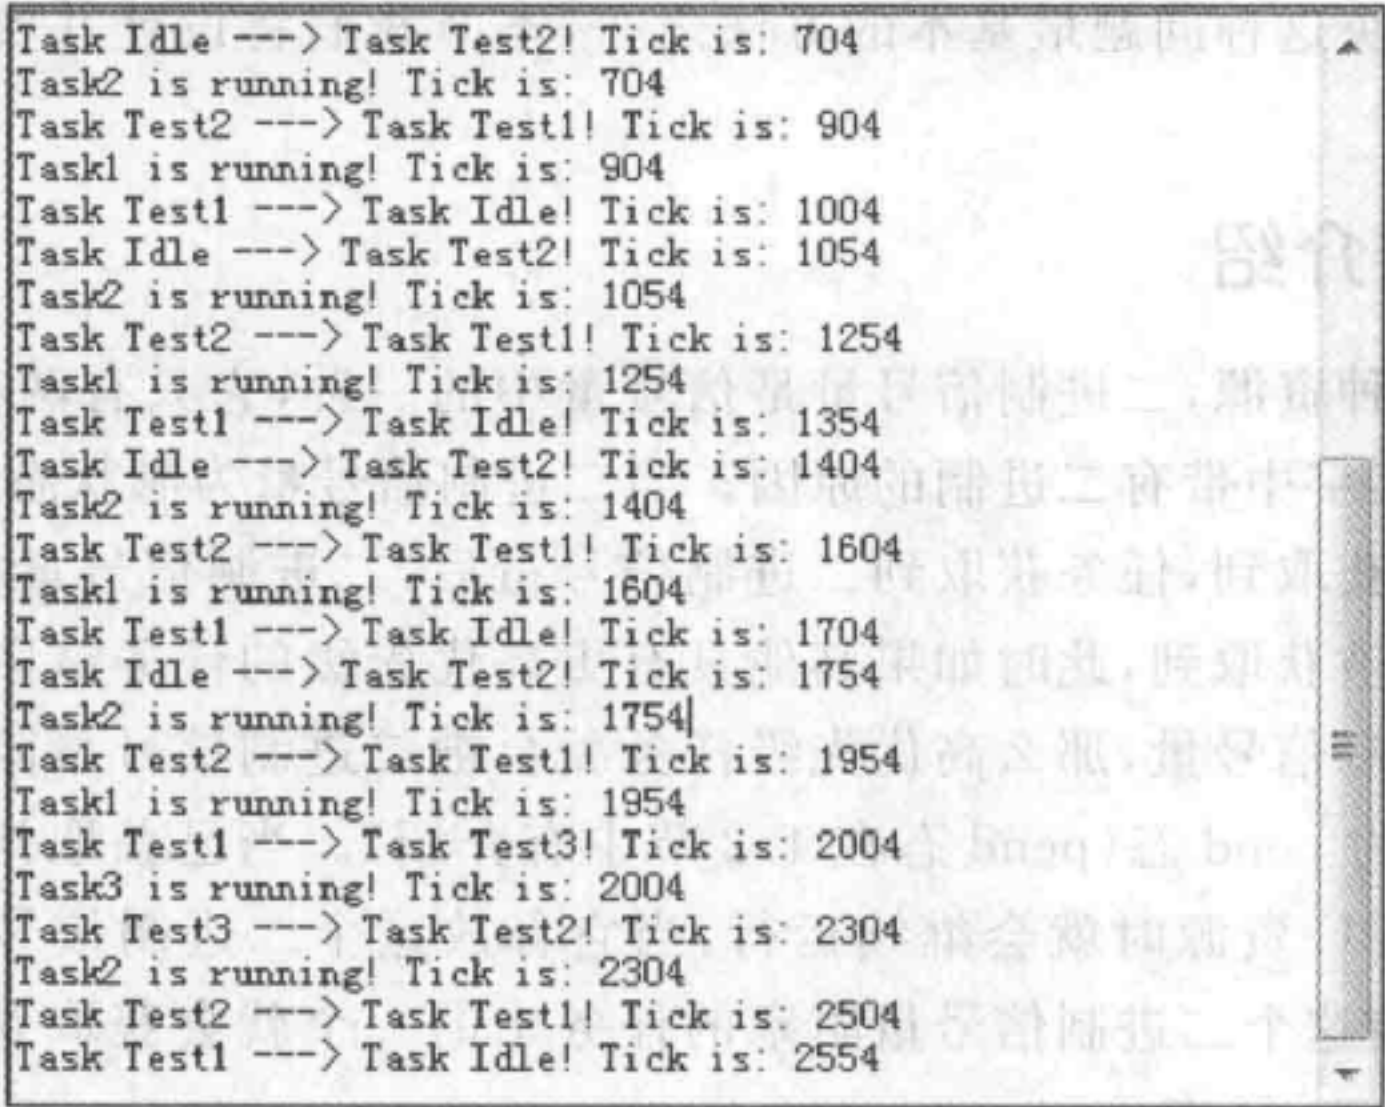 Task Idle ---> Task Test2! Tick is: 704
Task2 is running! Tick is: 704
Task Test2 ---> Task Test1! Tick is: 904
Task1 is running! Tick is: 904
Task Test1 ---> Task Idle! Tick is: 1004
Task Idle ---> Task Test2! Tick is: 1054
Task2 is running! Tick is: 1054
Task Test2 ---> Task Test1! Tick is: 1254
Task1 is running! Tick is: 1254
Task Test1 ---> Task Idle! Tick is: 1354
Task Idle ---> Task Test2! Tick is: 1404
Task2 is running! Tick is: 1404
Task Test2 ---> Task Test1! Tick is: 1604
Task1 is running! Tick is: 1604
Task Test1 ---> Task Idle! Tick is: 1704
Task Idle ---> Task Test2! Tick is: 1754
Task2 is running! Tick is: 1754
Task Test2 ---> Task Test1! Tick is: 1954
Task1 is running! Tick is: 1954
Task Test1 ---> Task Test3! Tick is: 2004
Task3 is running! Tick is: 2004
Task Test3 ---> Task Test2! Tick is: 2304
Task2 is running! Tick is: 2304
Task Test2 ---> Task Test1! Tick is: 2504
Task Test1 ---> Task Idle! Tick is: 2554